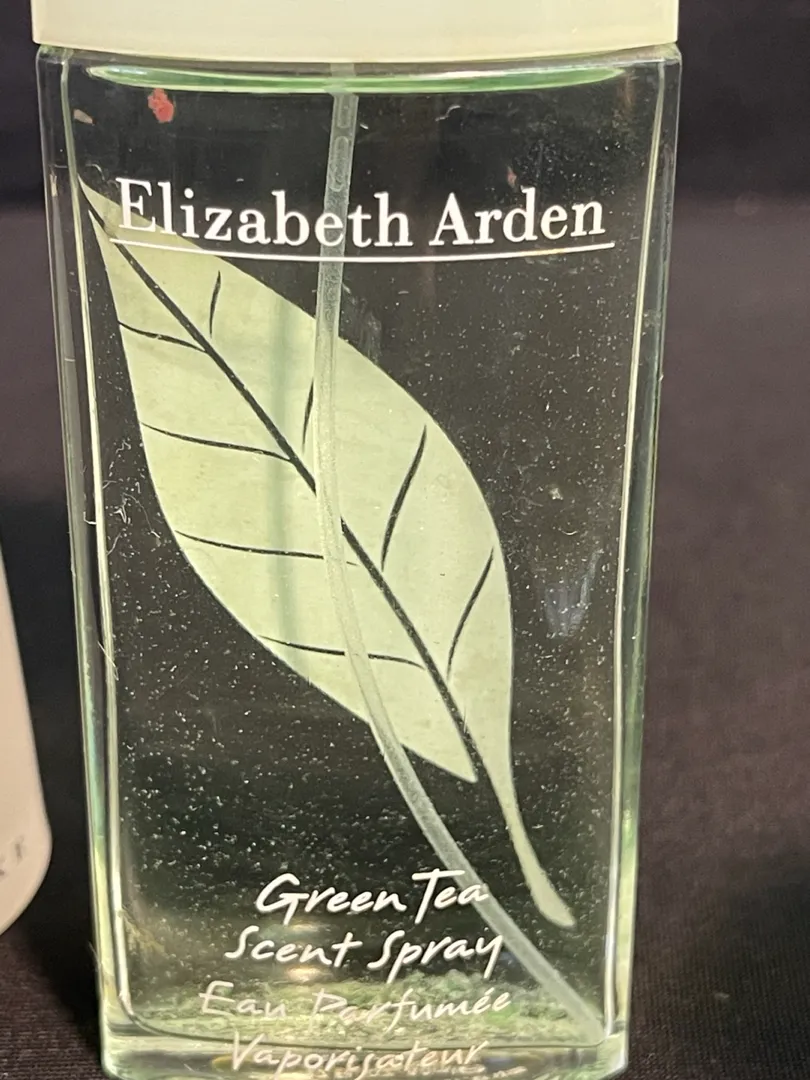 Elizabeth Arden
Green Tea
Scent Spray
Eau Parfumée
Vaporisateur